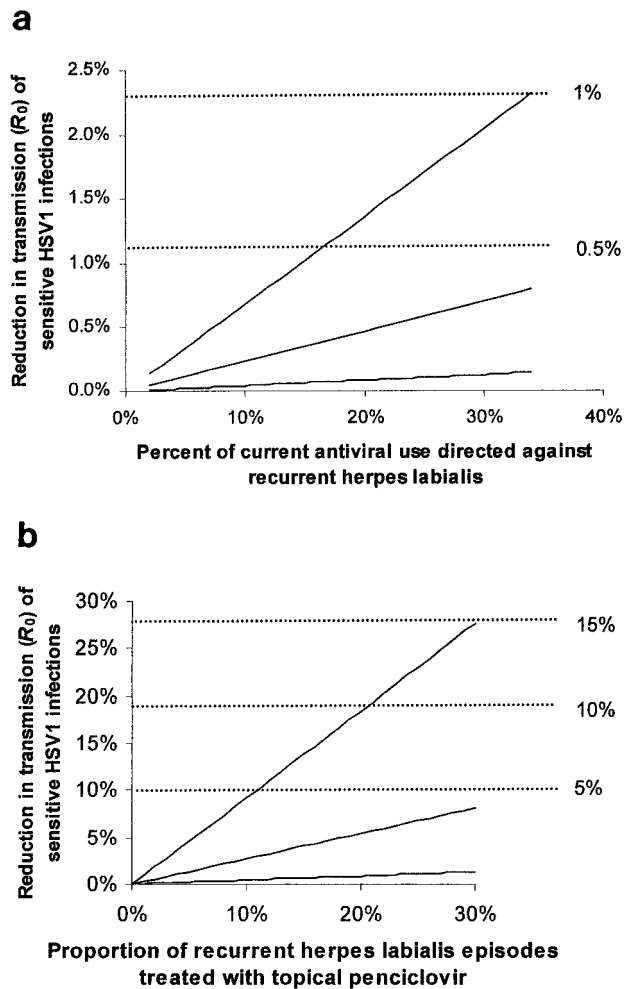 a
Reduction in transmission (R0) of
sensitive HSV1 infections
2.5%
2.0%
1.5%
1.0%
0.5%
0.0%
1%
0.5%
0%
10%
20%
30%
40%
Percent of current antiviral use directed against
recurrent herpes labialis
b
Reduction in transmission (R0) of
sensitive HSV1 infections
30%
25%
20%
15%
10%
5%
0%
15%
10%
5%
0%
10%
20%
30%
Proportion of recurrent herpes labialis episodes
treated with topical penciclovir